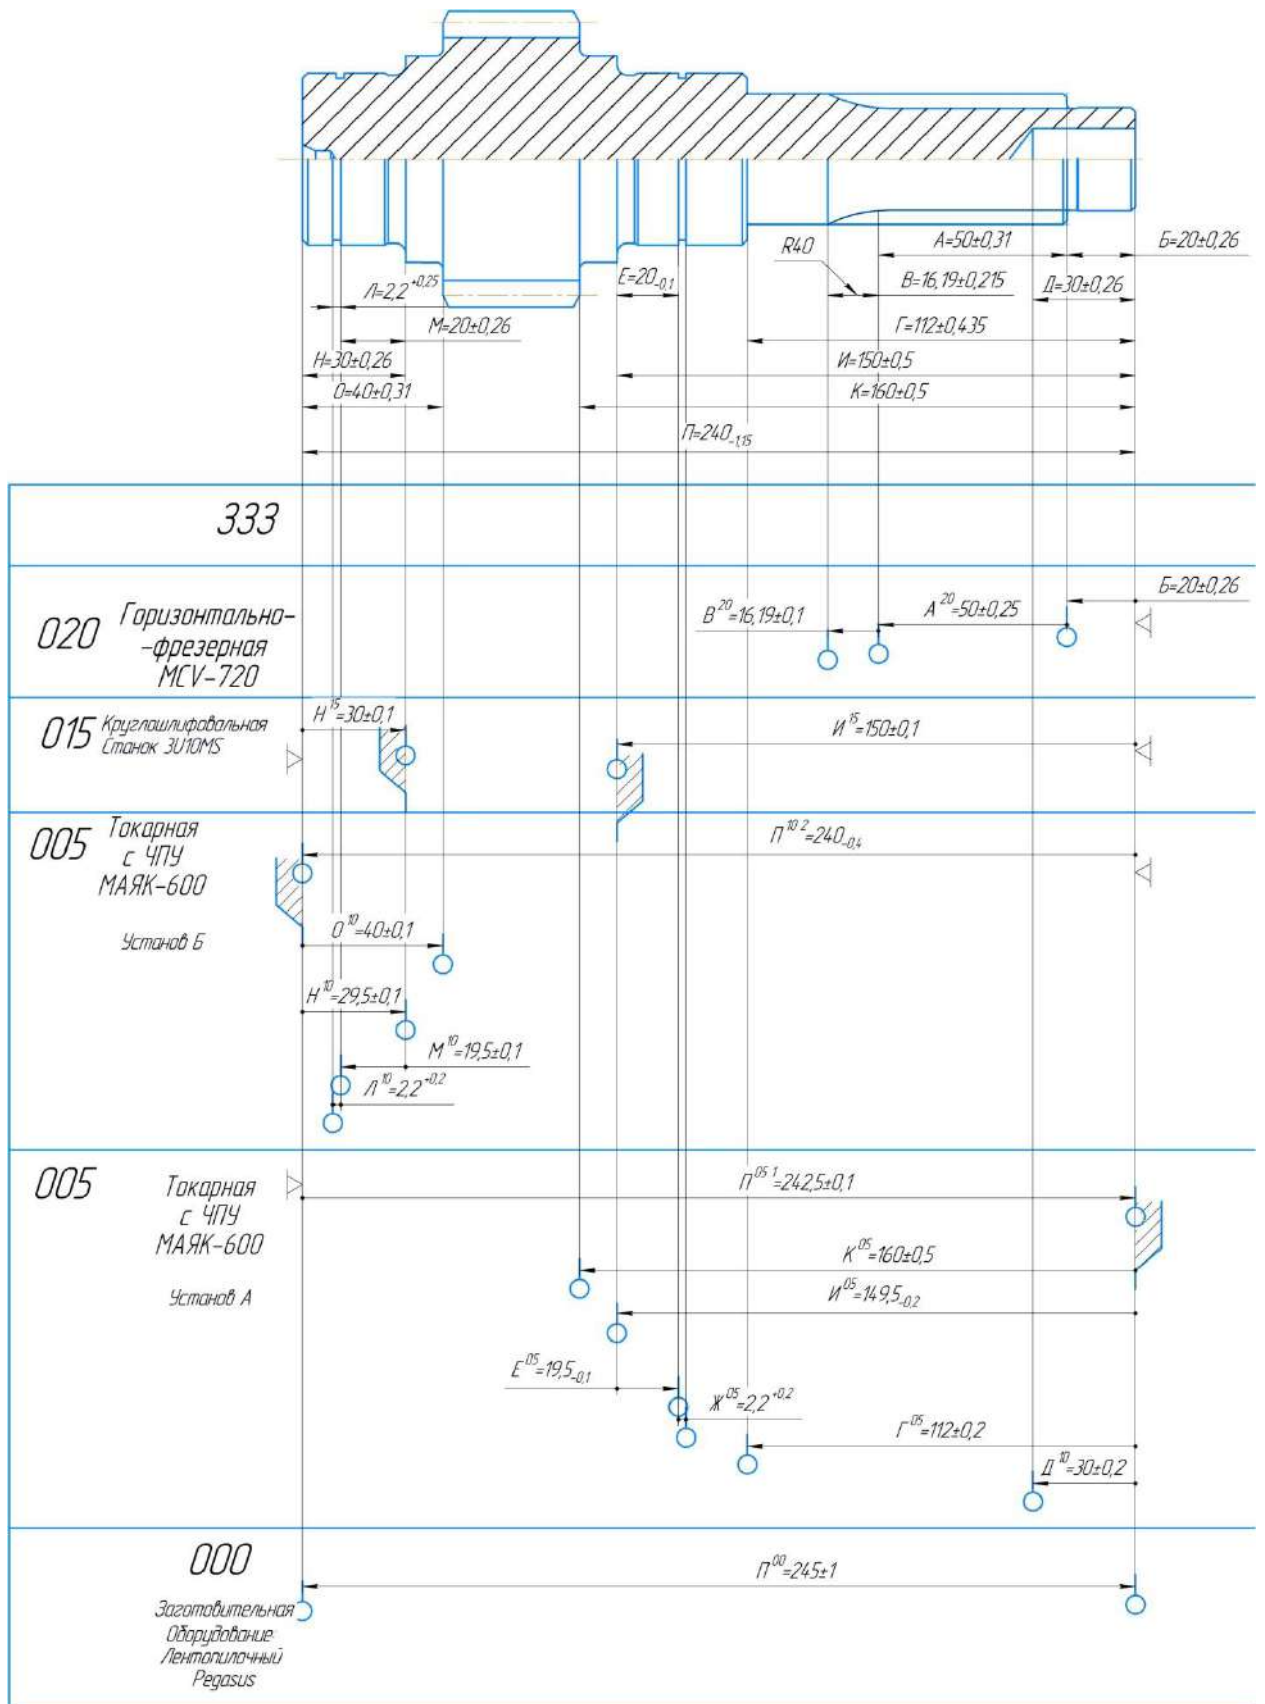 R40
А=50±0,31
Б=20±0,26
Е=20-0,1
Л=2,2+0,25
В=16,19±0,215
Д=30±0,26
М=20±0,26
Г=112±0,435
Н=30±0,26
И=150±0,5
О=40±0,31
К=160±0,5
П=240-1,15
333
020 Горизонтально-
-фрезерная
MCV-720
Б=20±0,26
В20=16,19±0,1
А20=50±0,25
015 Круглошлифовальная
Станок 3U10MS
Н15=30±0,1
И15=150±0,1
005 Токарная
с ЧПУ
МАЯК-600
Установ Б
П10 2=240-0,4
О10=40±0,1
Н10=29,5±0,1
М10=19,5±0,1
Л10=2,2+0,2
005 Токарная
с ЧПУ
МАЯК-600
Установ А
П05 1=242,5±0,1
К05=160±0,5
И05=149,5-0,2
Е05=19,5-0,1
Ж05=2,2+0,2
Г05=112±0,2
Д10=30±0,2
000
Заготовительная
Оборудование:
Лентопилочный
Pegasus
П00=245±1